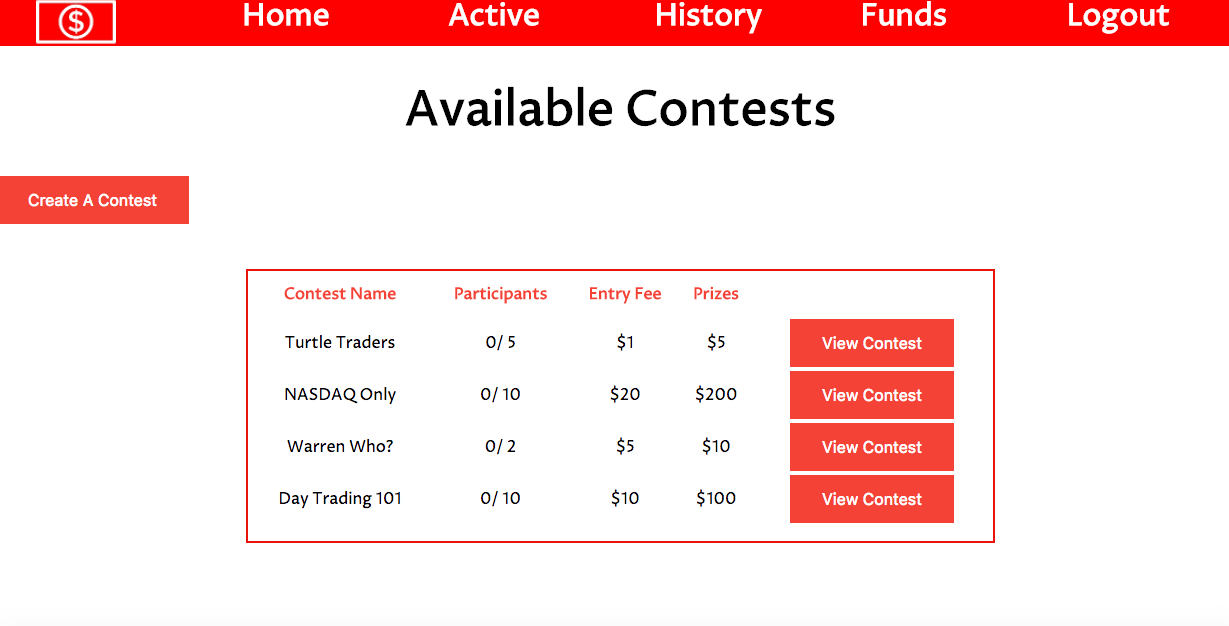 $ Home Active History Funds Logout
Available Contests
Create A Contest
Contest Name Participants Entry Fee Prizes
Turtle Traders 0/ 5 $1 $5 View Contest
NASDAQ Only 0/ 10 $20 $200 View Contest
Warren Who? 0/ 2 $5 $10 View Contest
Day Trading 101 0/ 10 $10 $100 View Contest